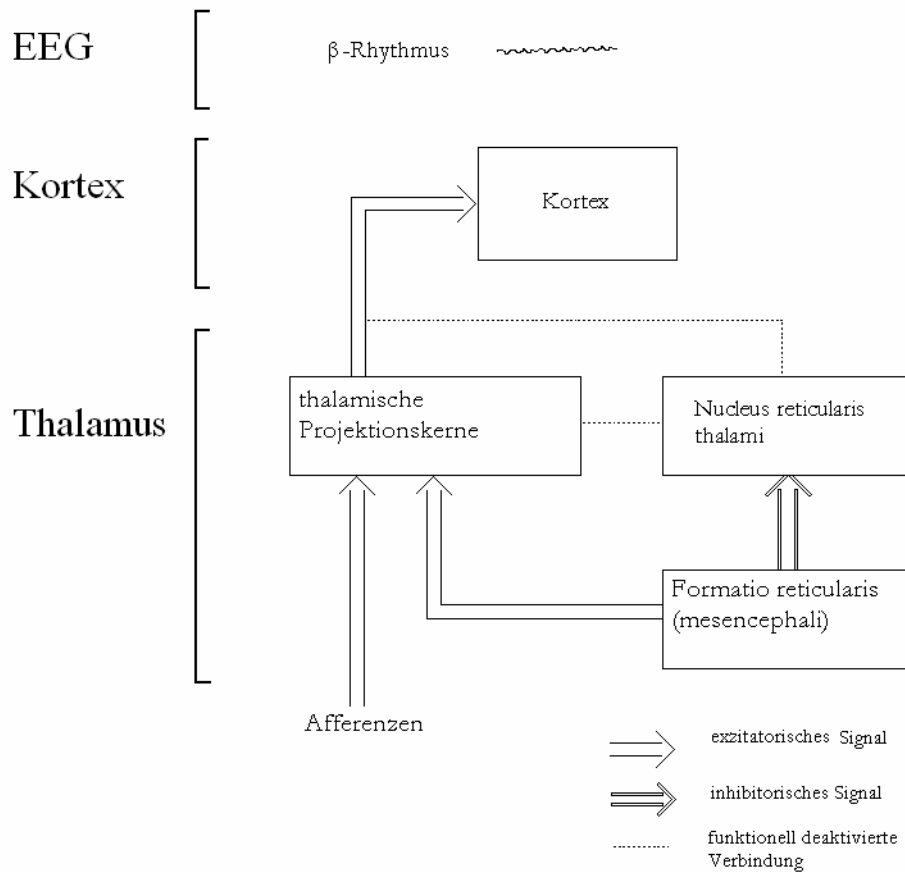 EEG
β-Rhythmus
Kortex
Kortex
Thalamus
thalamische
Projektionskerne
Nucleus reticularis
thalami
Formatio reticularis
(mesencephali)
Afferenzen
exzitatorisches Signal
inhibitorisches Signal
funktionell deaktivierte
Verbindung